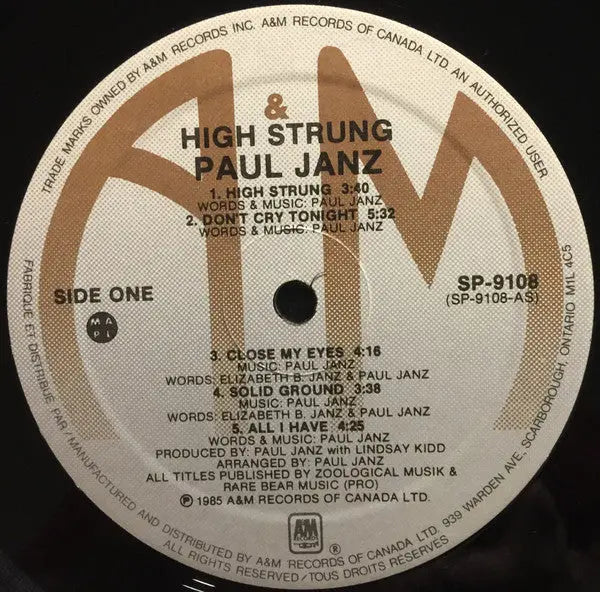 TRADE MARKS OWNED BY A&M RECORDS INC. A&M RECORDS OF CANADA LTD. AN AUTHORIZED USER
&
AM
HIGH STRUNG
PAUL JANZ
1. HIGH STRUNG 3:40
WORDS & MUSIC: PAUL JANZ
2. DON'T CRY TONIGHT 5:32
WORDS & MUSIC: PAUL JANZ
SIDE ONE
SP-9108
(SP-9108-AS)
MAPL
3. CLOSE MY EYES 4:16
MUSIC: PAUL JANZ
WORDS: ELIZABETH B. JANZ & PAUL JANZ
4. SOLID GROUND 3:38
MUSIC: PAUL JANZ
WORDS: ELIZABETH B. JANZ & PAUL JANZ
5. ALL I HAVE 4:25
WORDS & MUSIC: PAUL JANZ
PRODUCED BY: PAUL JANZ with LINDSAY KIDD
ARRANGED BY: PAUL JANZ
ALL TITLES PUBLISHED BY ZOOLOGICAL MUSIK &
RARE BEAR MUSIC (PRO)
℗ 1985 A&M RECORDS OF CANADA LTD.
A&M
RECORDS
®
FABRIQUE ET DISTRIBUE PAR/MANUFACTURED AND DISTRIBUTED BY A&M RECORDS OF CANADA LTD. 939 WARDEN AVE, SCARBOROUGH, ONTARIO M1L 4C5
ALL RIGHTS RESERVED/TOUS DROITS RÉSERVÉS